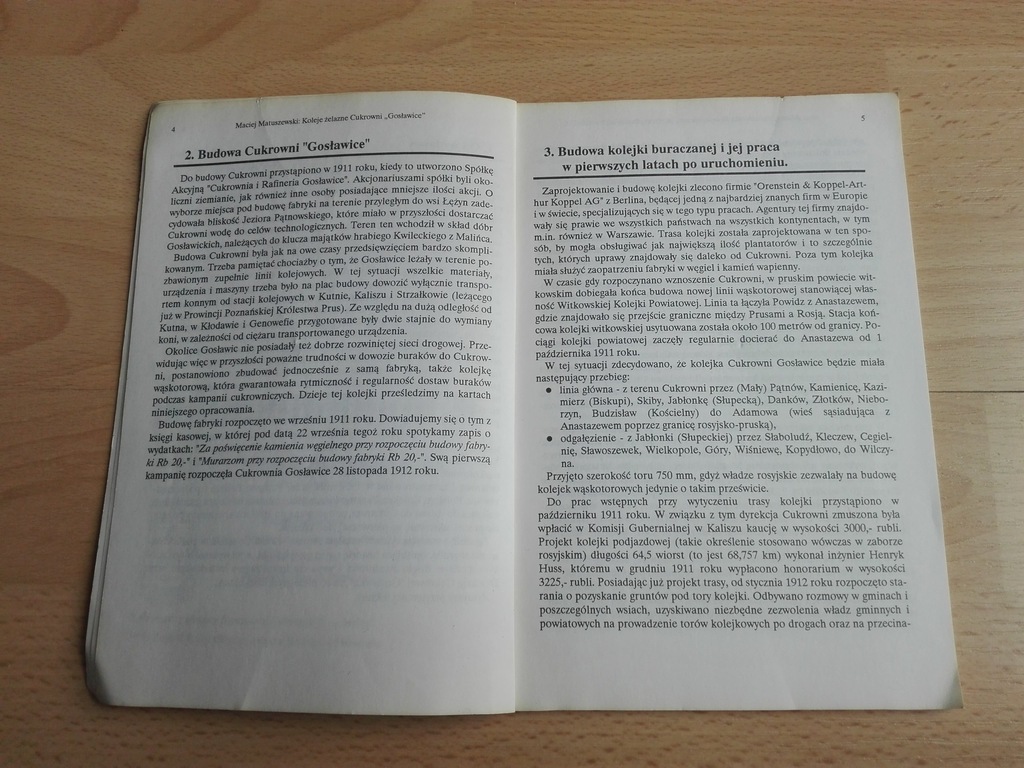 4
Maciej Matuszewski: Koleje żelazne Cukrowni „Gosławice"
2. Budowa Cukrowni "Gosławice"
Do budowy Cukrowni przystąpiono w 1911 roku, kiedy to utworzono Spółkę
Akcyjną "Cukrownia i Rafineria Gosławice". Akcjonariuszami spółki byli oko-
liczni ziemianie, jak również inne osoby posiadające mniejsze ilości akcji. O
wyborze miejsca pod budowę fabryki na terenie przyległym do wsi Łężyn zade-
cydowała bliskość Jeziora Pątnowskiego, które miało w przyszłości dostarczać
Cukrowni wodę do celów technologicznych. Teren ten wchodził w skład dóbr
Gosławickich, należących do klucza majątków hrabiego Kwileckiego z Malińca.
Budowa Cukrowni była jak na owe czasy przedsięwzięciem bardzo skompli-
kowanym. Trzeba pamiętać chociażby o tym, że Gosławice leżały w terenie po-
zbawionym zupełnie linii kolejowych. W tej sytuacji wszelkie materiały,
urządzenia i maszyny trzeba było na plac budowy dowozić wyłącznie transpo-
rtem konnym od stacji kolejowych w Kutnie, Kaliszu i Strzałkowie (leżącego
już w Prowincji Poznańskiej Królestwa Prus). Ze względu na dużą odległość od
Kutna, w Kłodawie i Genowefie przygotowane były dwie stajnie do wymiany
koni, w zależności od ciężaru transportowanego urządzenia.
Okolice Gosławic nie posiadały też dobrze rozwiniętej sieci drogowej. Prze-
widując więc w przyszłości poważne trudności w dowozie buraków do Cukrow-
ni, postanowiono zbudować jednocześnie z samą fabryką, także kolejkę
wąskotorową, która gwarantowała rytmiczność i regularność dostaw buraków
podczas kampanii cukrowniczych. Dzieje tej kolejki prześledzimy na kartach
niniejszego opracowania.
Budowę fabryki rozpoczęto we wrześniu 1911 roku. Dowiadujemy się o tym z
księgi kasowej, w której pod datą 22 września tegoż roku spotykamy zapis o
wydatkach: "Za poświęcenie kamienia węgielnego przy rozpoczęciu budowy fabry-
ki Rb 20,-" i "Murarzom przy rozpoczęciu budowy fabryki Rb 20,-". Swą pierwszą
kampanię rozpoczęła Cukrownia Gosławice 28 listopada 1912 roku.
5
3. Budowa kolejki buraczanej i jej praca
w pierwszych latach po uruchomieniu.
Zaprojektowanie i budowę kolejki zlecono firmie "Orenstein & Koppel-Art-
hur Koppel AG" z Berlina, będącej jedną z najbardziej znanych firm w Europie
i w świecie, specjalizujących się w tego typu pracach. Agentury tej firmy znajdo-
wały się prawie we wszystkich państwach na wszystkich kontynentach, w tym
m.in. również w Warszawie. Trasa kolejki została zaprojektowana w ten spo-
sób, by mogła obsługiwać jak największą ilość plantatorów i to szczególnie
tych, których uprawy znajdowały się daleko od Cukrowni. Poza tym kolejka
miała służyć zaopatrzeniu fabryki w węgiel i kamień wapienny.
W czasie gdy rozpoczynano wznoszenie Cukrowni, w pruskim powiecie wit-
kowskim dobiegała końca budowa nowej linii wąskotorowej stanowiącej włas-
ność Witkowskiej Kolejki Powiatowej. Linia ta łączyła Powidz z Anastazewem,
gdzie znajdowało się przejście graniczne między Prusami a Rosją. Stacja koń-
cowa kolejki witkowskiej usytuowana została około 100 metrów od granicy. Po-
ciągi kolejki powiatowej zaczęły regularnie docierać do Anastazewa od 1
października 1911 roku.
W tej sytuacji zdecydowano, że kolejka Cukrowni Gosławice będzie miała
następujący przebieg:
● linia główna - z terenu Cukrowni przez (Mały) Pątnów, Kamienicę, Kazi-
mierz (Biskupi), Skiby, Jabłonkę (Słupecką), Danków, Złotków, Niebo-
rzyn, Budzisław (Kościelny) do Adamowa (wieś sąsiadująca z
Anastazewem poprzez granicę rosyjsko-pruską),
● odgałęzienie - z Jabłonki (Słupeckiej) przez Słaboludź, Kleczew, Cegiel-
nię, Sławoszewek, Wielkopole, Góry, Wiśniewę, Kopydłowo, do Wilczy-
na.
Przyjęto szerokość toru 750 mm, gdyż władze rosyjskie zezwalały na budowę
kolejek wąskotorowych jedynie o takim prześwicie.
Do prac wstępnych przy wytyczeniu trasy kolejki przystąpiono w
październiku 1911 roku. W związku z tym dyrekcja Cukrowni zmuszona była
wpłacić w Komisji Gubernialnej w Kaliszu kaucję w wysokości 3000,- rubli.
Projekt kolejki podjazdowej (takie określenie stosowano wówczas w zaborze
rosyjskim) długości 64,5 wiorst (to jest 68,757 km) wykonał inżynier Henryk
Huss, któremu w grudniu 1911 roku wypłacono honorarium w wysokości
3225,- rubli. Posiadając już projekt trasy, od stycznia 1912 roku rozpoczęto sta-
rania o pozyskanie gruntów pod tory kolejki. Odbywano rozmowy w gminach i
poszczególnych wsiach, uzyskiwano niezbędne zezwolenia władz gminnych i
powiatowych na prowadzenie torów kolejkowych po drogach oraz na przecina-